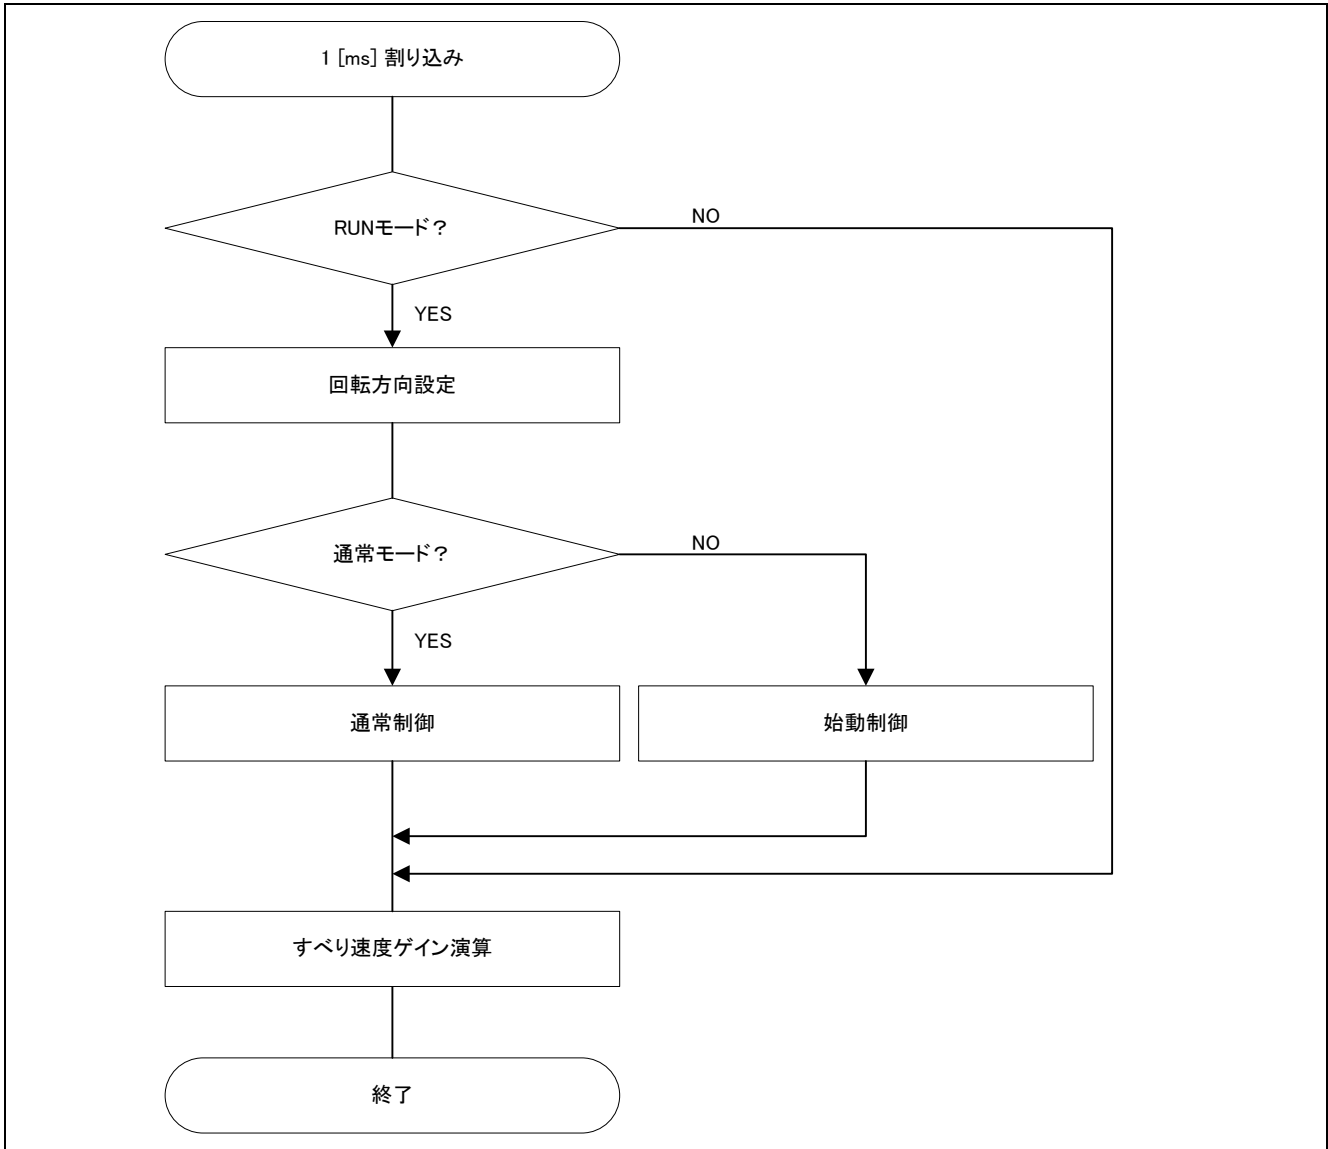 1 [ms] 割り込み
RUNモード？
NO
YES
回転方向設定
通常モード？
NO
YES
通常制御
始動制御
すべり速度ゲイン演算
終了